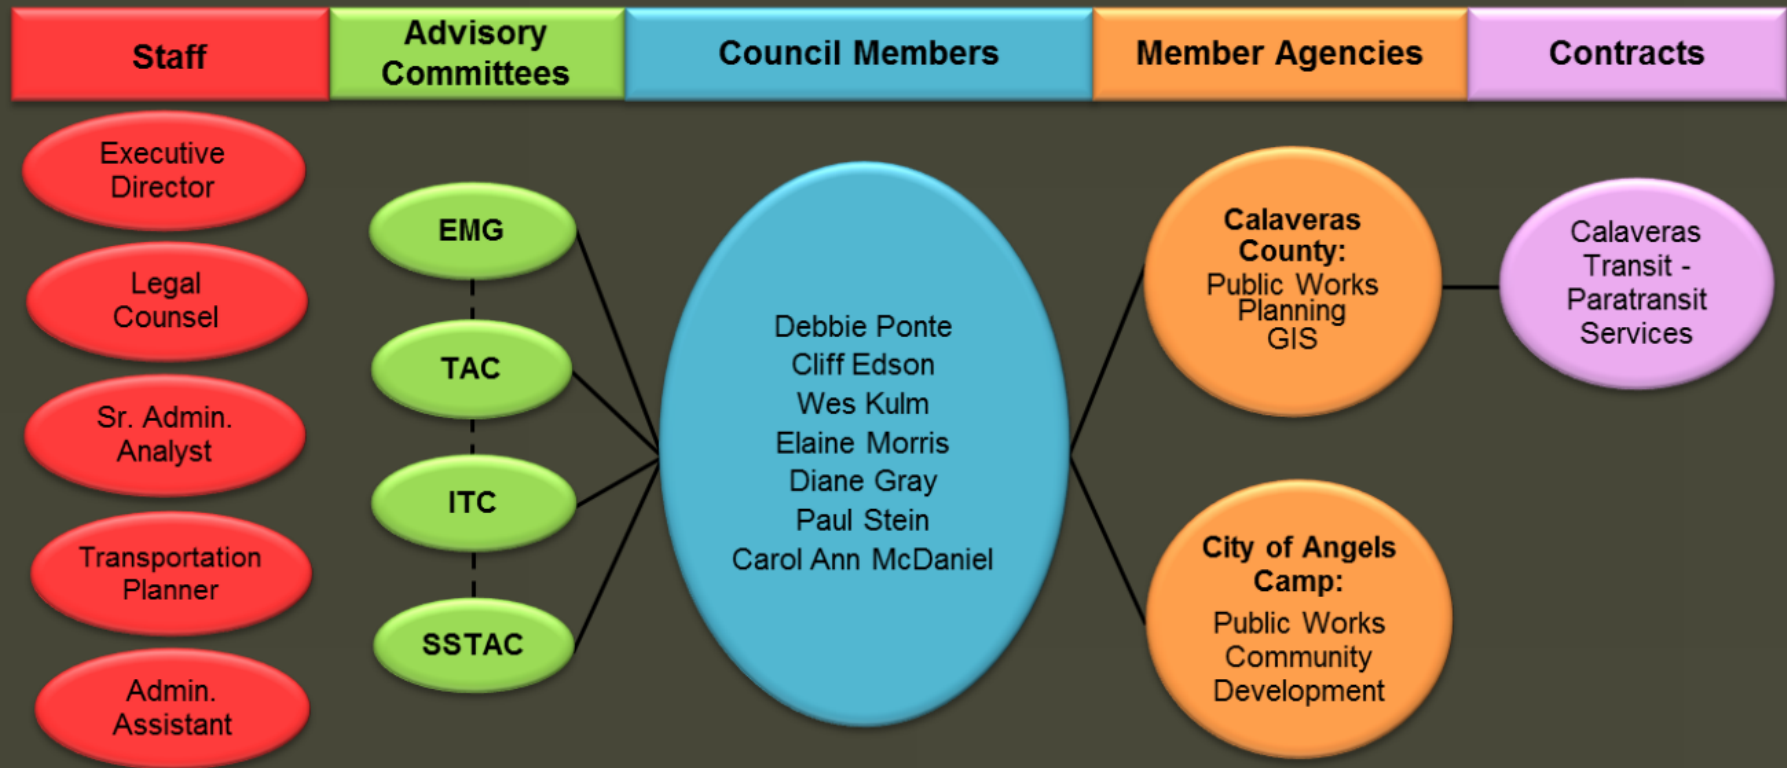 Staff
Advisory
Committees
Council Members
Member Agencies
Contracts
Executive
Director
Legal
Counsel
Sr. Admin.
Analyst
Transportation
Planner
Admin.
Assistant
EMG
TAC
ITC
SSTAC
Debbie Ponte
Cliff Edson
Wes Kulm
Elaine Morris
Diane Gray
Paul Stein
Carol Ann McDaniel
Calaveras
County:
Public Works
Planning
GIS
City of Angels
Camp:
Public Works
Community
Development
Calaveras
Transit -
Paratransit
Services